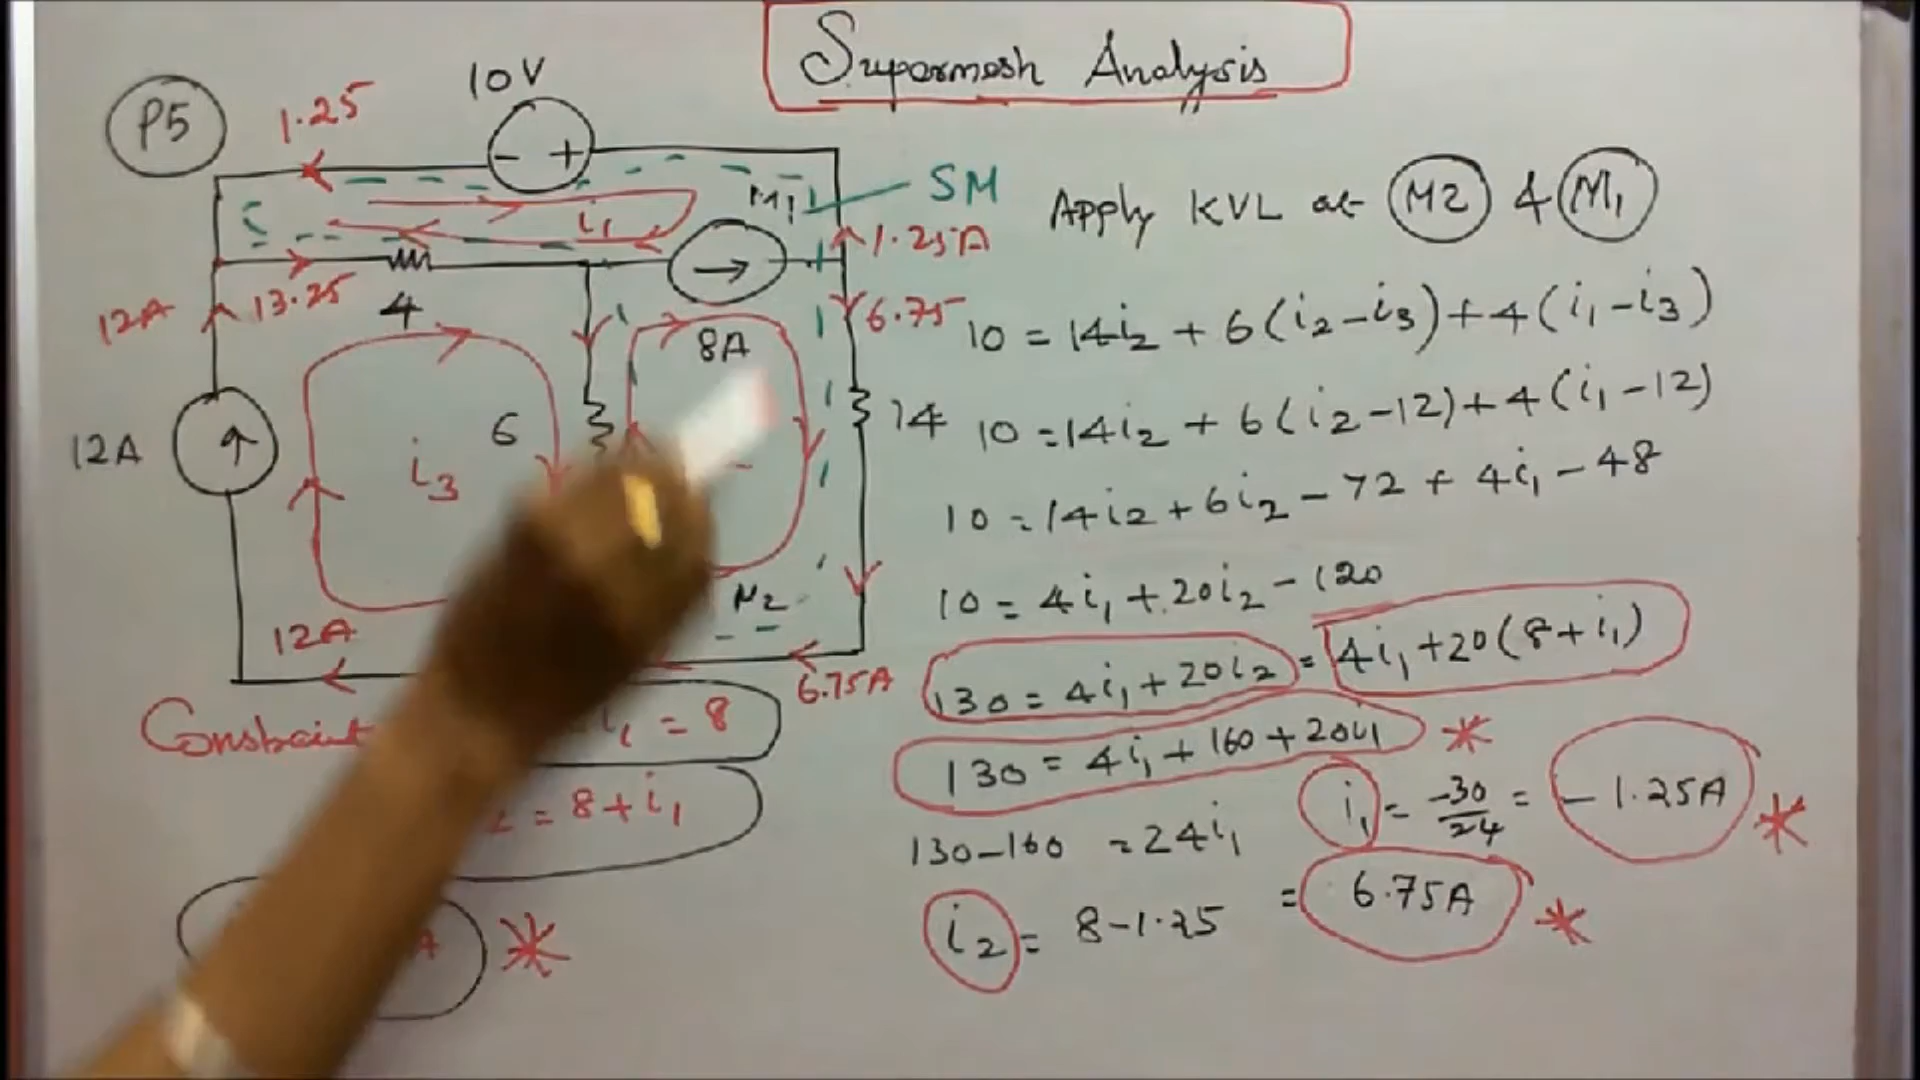 Supermesh Analysis
P5
10V
- +
1.25
M1
SM
i1
1.25A
12A
13.25
4
8A
6.75
14
12A
6
i3
M2
12A
6.75A
Constraint
i1 = 8
2 = 8+i1
Apply KVL at M2 & M1
10 = 14i2 + 6(i2-i3)+4(i1-i3)
10 = 14i2 + 6(i2-12)+4(i1-12)
10 = 14i2 + 6i2 - 72 + 4i1 - 48
10 = 4i1 + 20i2 - 120
130 = 4i1 + 20i2 = 4i1+20(8+i1)
130 = 4i1 + 160 + 20i1
130-160 = 24i1
i1 = -30/24 = -1.25A
i2 = 8-1.25 = 6.75A